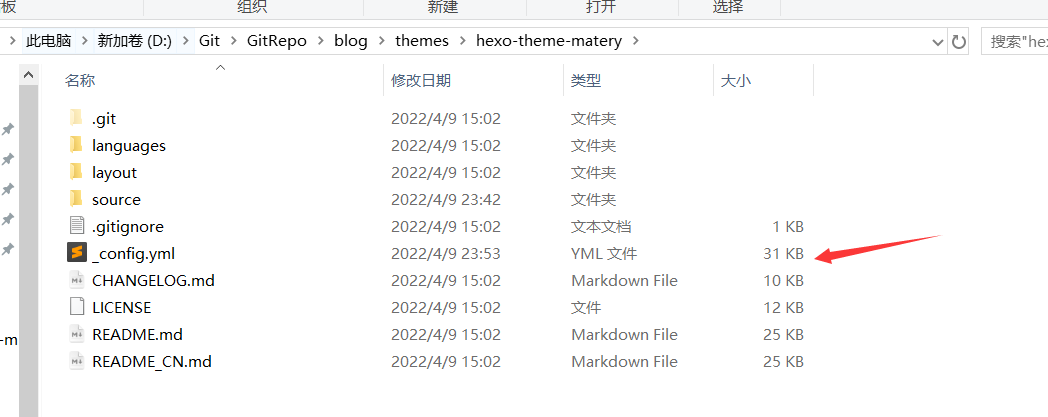 板 组织 新建 打开 选择
此电脑 新加卷 (D:) Git GitRepo blog themes hexo-theme-matery 搜索"he
名称 修改日期 类型 大小
.git 2022/4/9 15:02 文件夹
languages 2022/4/9 15:02 文件夹
layout 2022/4/9 15:02 文件夹
source 2022/4/9 23:42 文件夹
.gitignore 2022/4/9 15:02 文本文档 1 KB
_config.yml 2022/4/9 23:53 YML 文件 31 KB
CHANGELOG.md 2022/4/9 15:02 Markdown File 10 KB
LICENSE 2022/4/9 15:02 文件 12 KB
-m README.md 2022/4/9 15:02 Markdown File 25 KB
README_CN.md 2022/4/9 15:02 Markdown File 25 KB